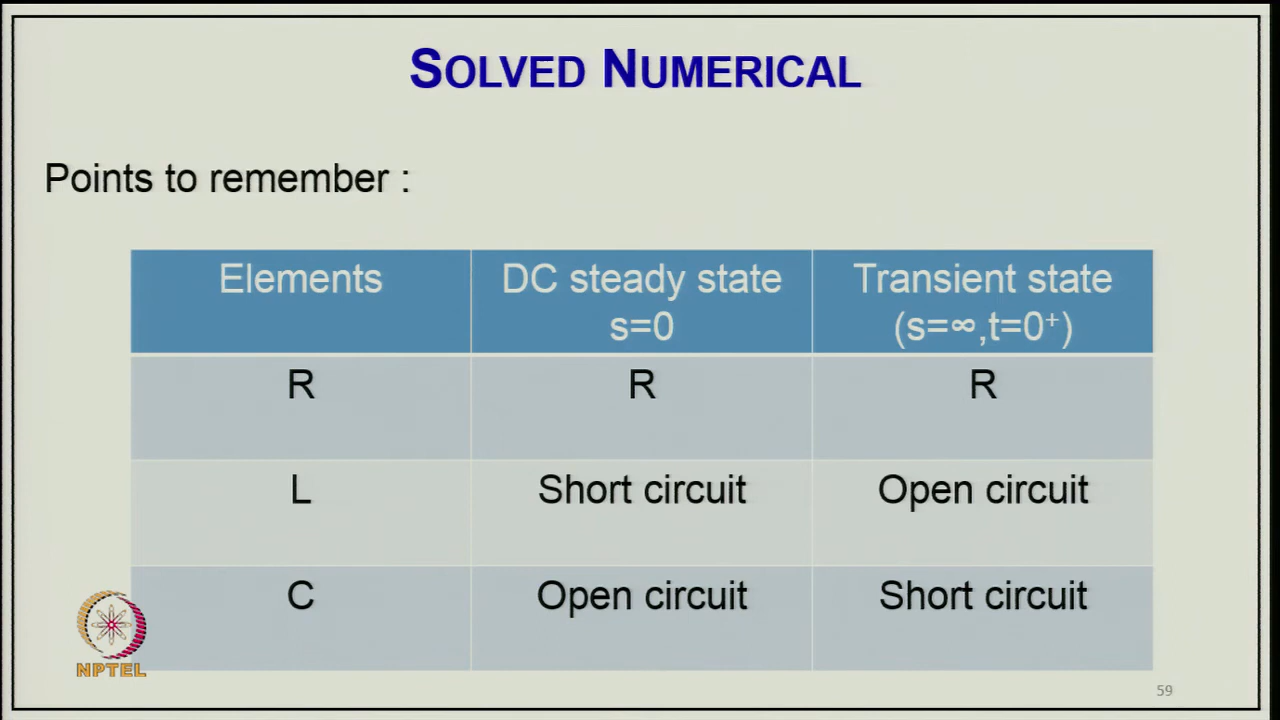 SOLVED NUMERICAL
Points to remember :
Elements
DC steady state
s=0
Transient state
(s=∞,t=0⁺)
R
R
R
L
Short circuit
Open circuit
C
Open circuit
Short circuit
NPTEL
59